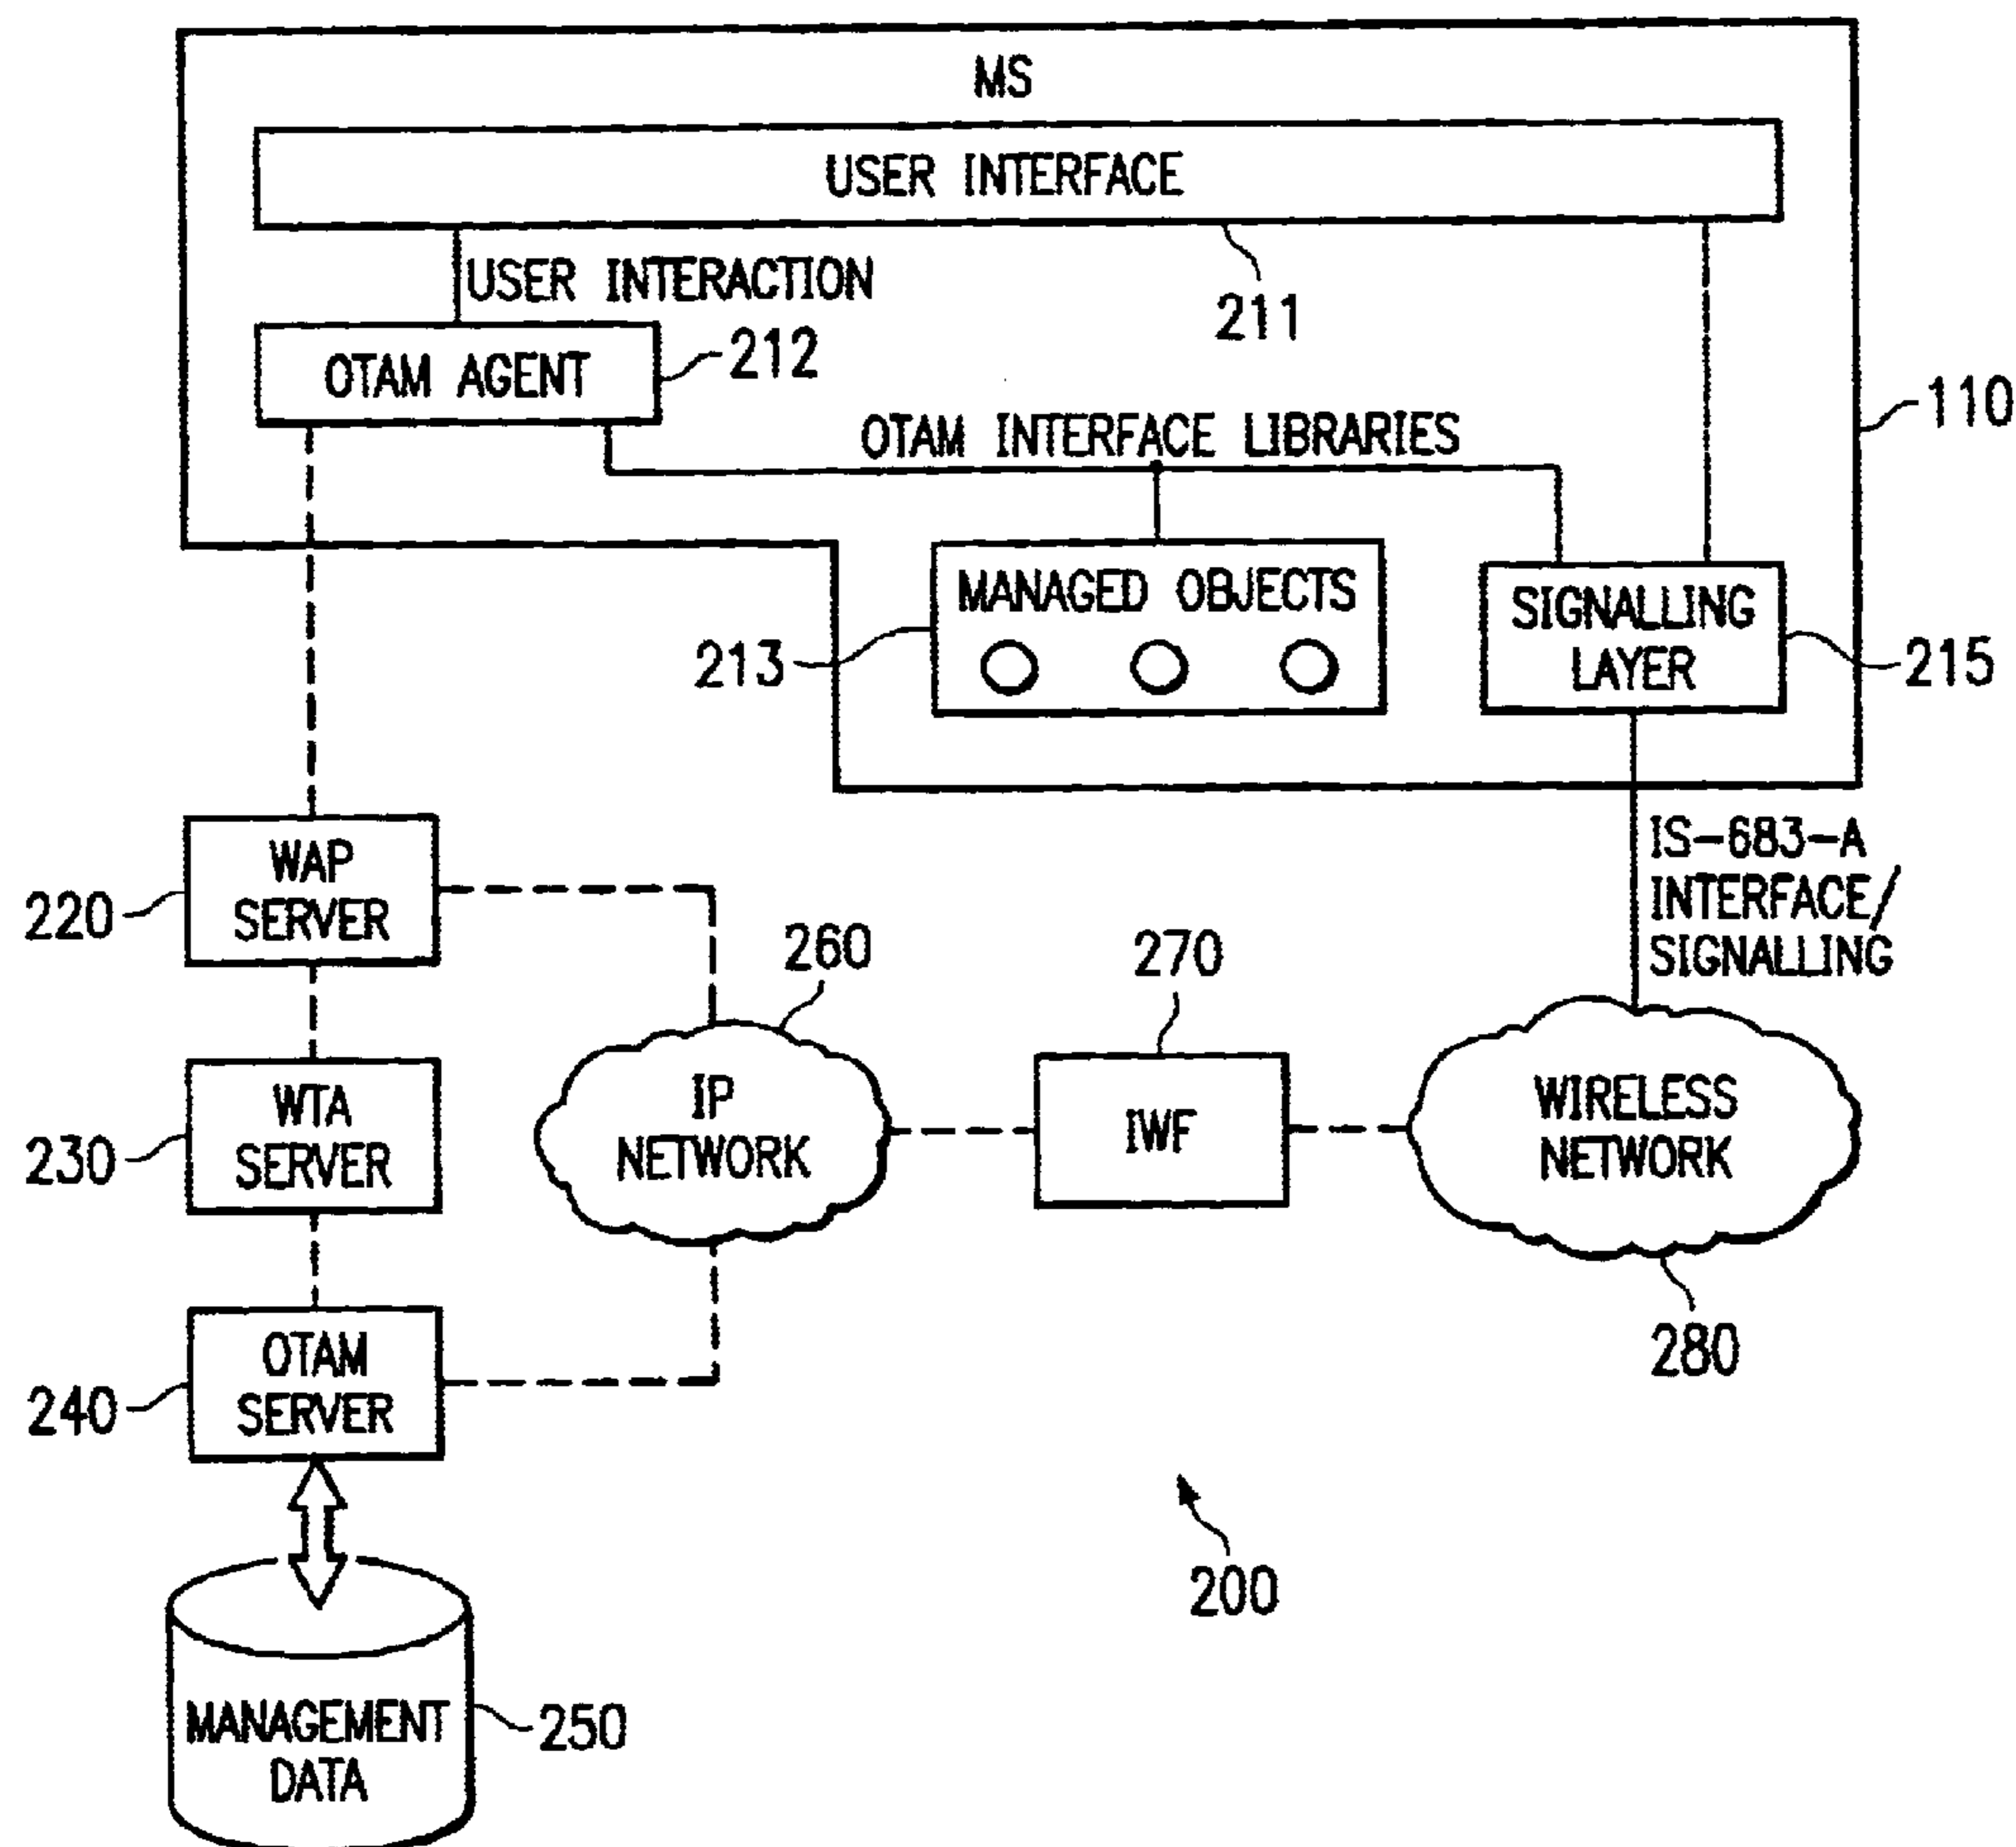 MS
USER INTERFACE
USER INTERACTION
211
OTAM AGENT
212
110
OTAM INTERFACE LIBRARIES
MANAGED OBJECTS
213
SIGNALLING
LAYER
215
WAP
SERVER
220
IS-683-A
INTERFACE/
SIGNALLING
260
270
IP
NETWORK
IWF
WIRELESS
NETWORK
WTA
SERVER
230
280
OTAM
SERVER
240
200
MANAGEMENT
DATA
250